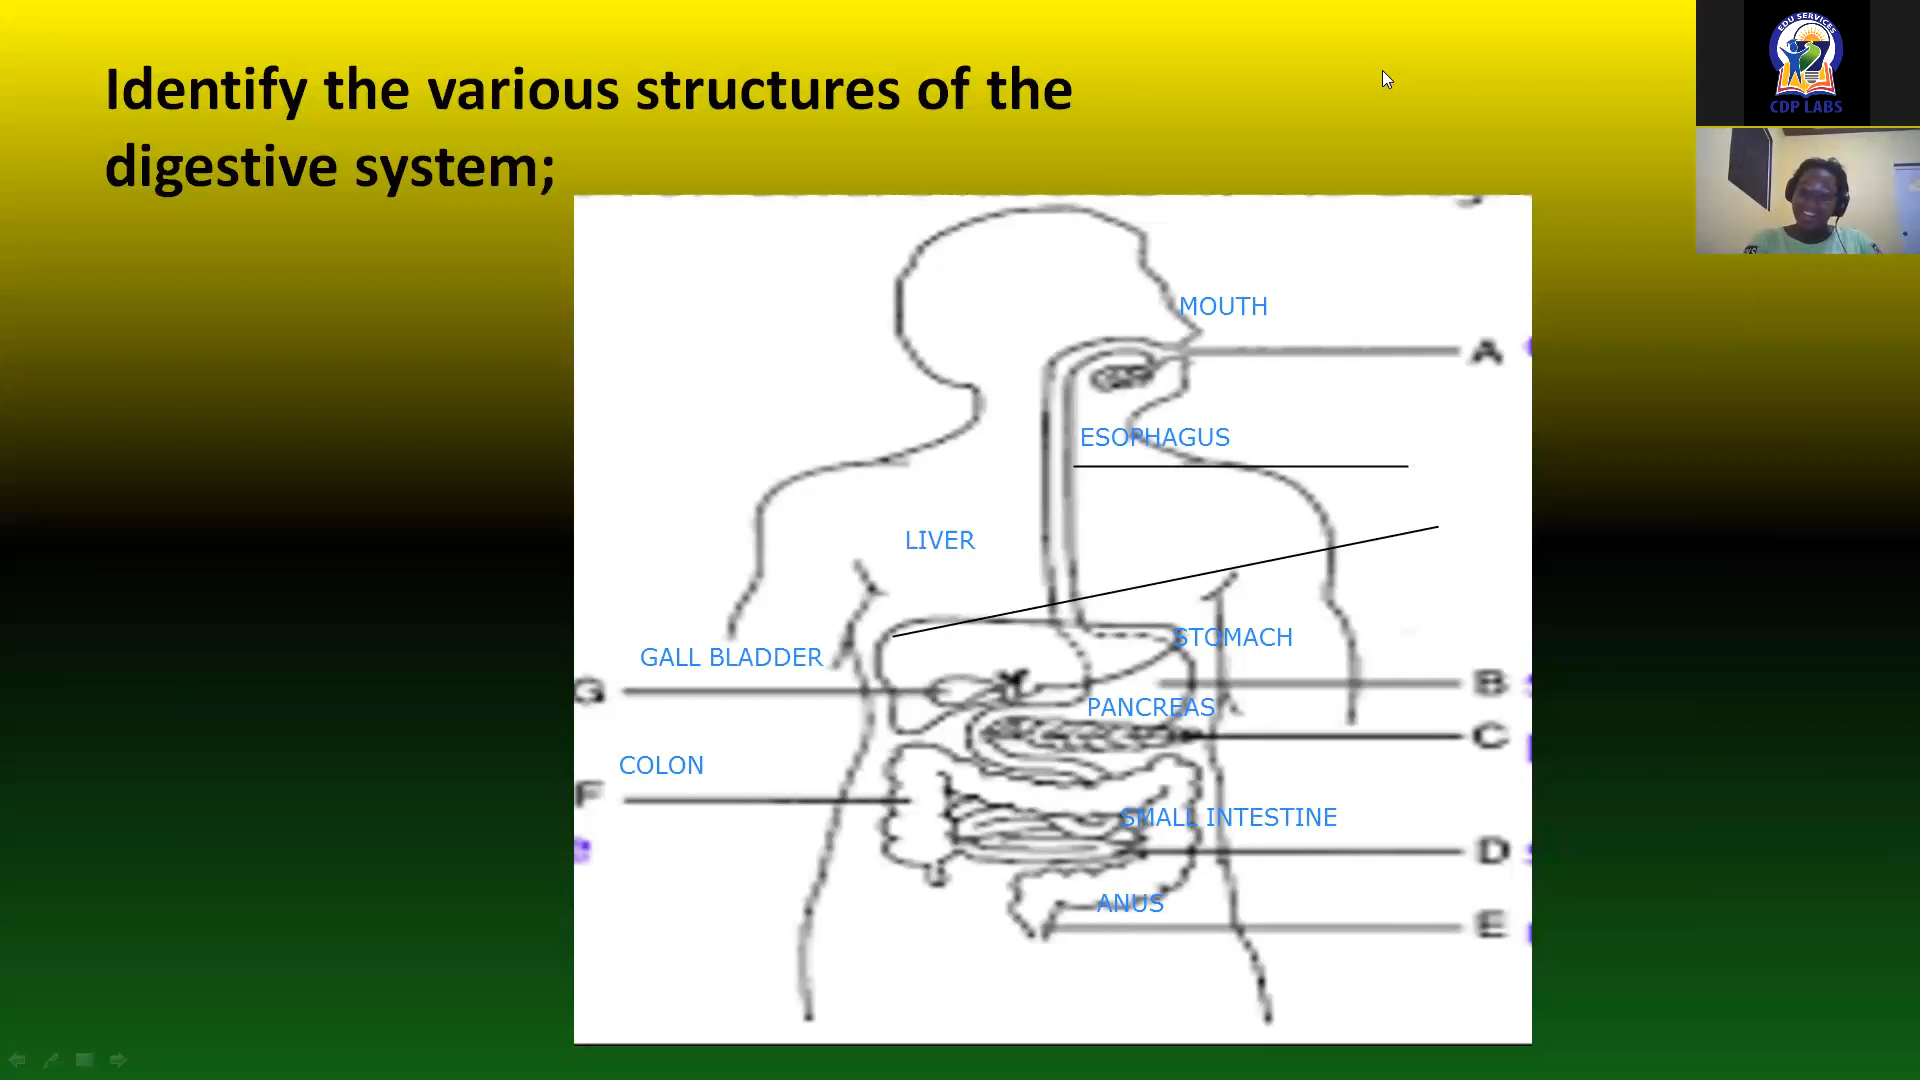 Identify the various structures of the
digestive system;
EDU SERVICES
CDP LABS
MOUTH
A
ESOPHAGUS
LIVER
STOMACH
GALL BLADDER
G
B
PANCREAS
C
COLON
F
SMALL INTESTINE
D
e
ANUS
E